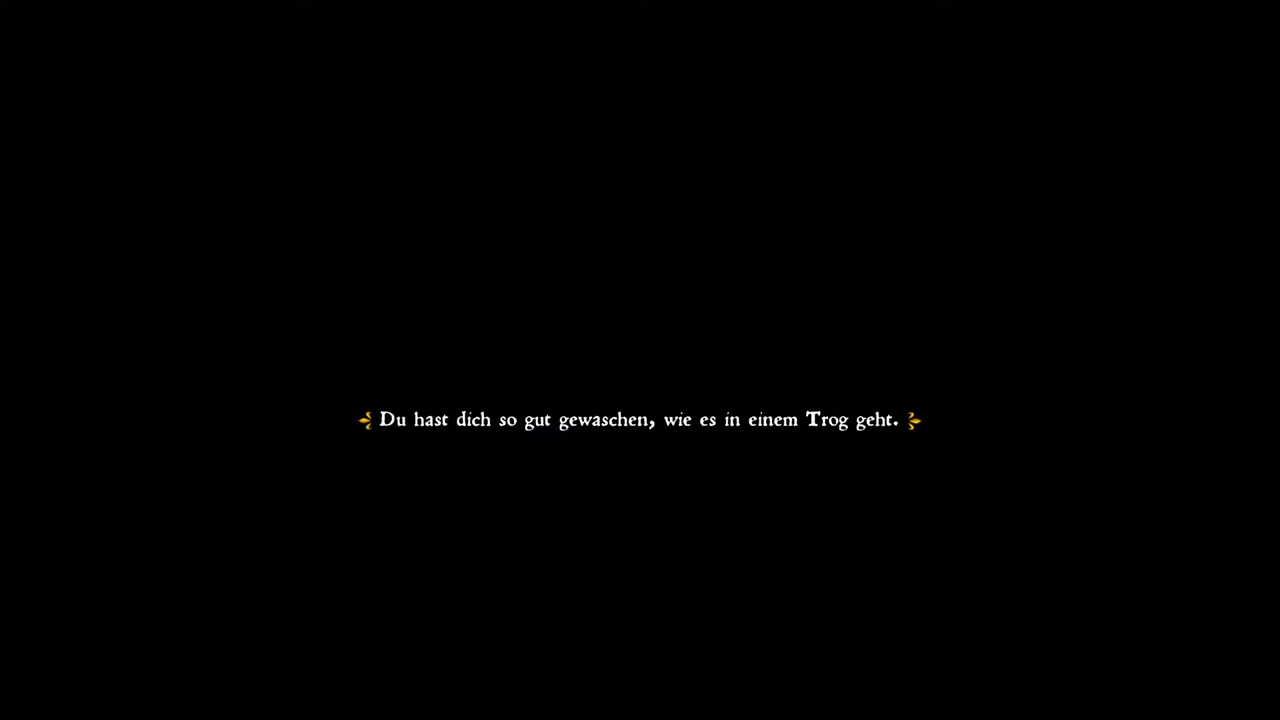 Du hast dich so gut gewaschen, wie es in einem Trog geht.